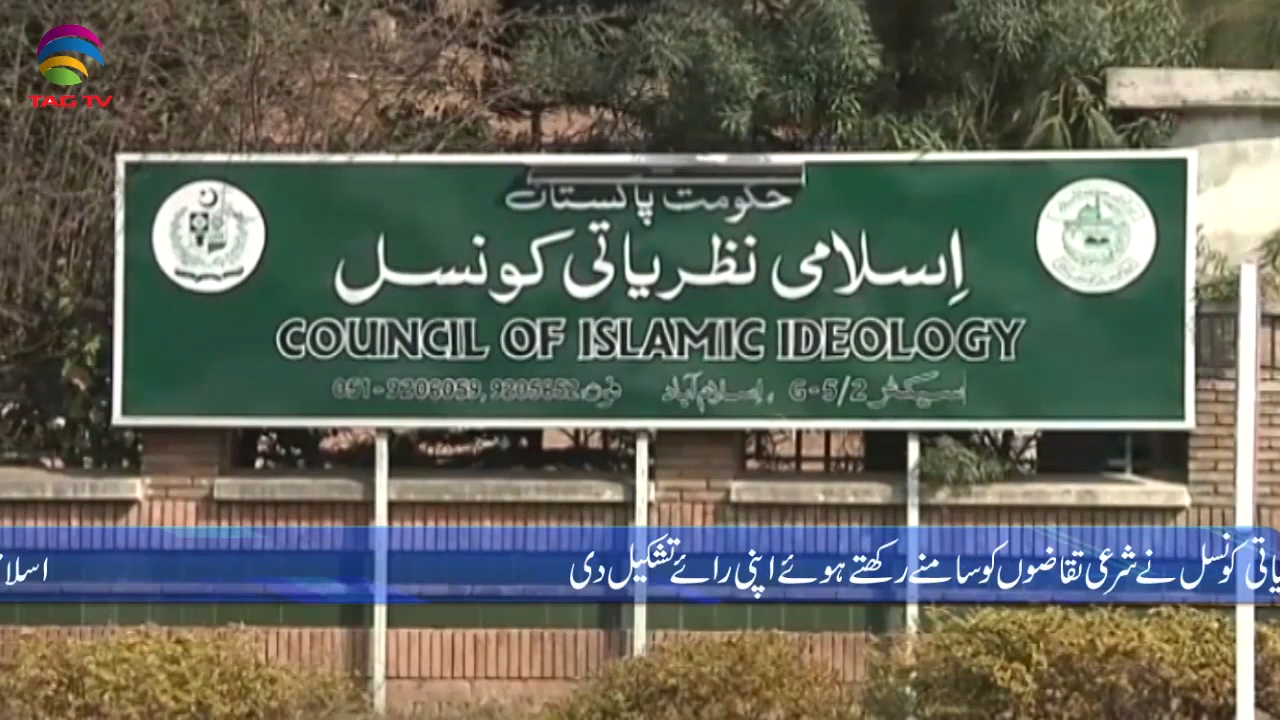 TAG TV
حکومت پاکستان
اِسلامی نظریاتی کونسل
COUNCIL OF ISLAMIC IDEOLOGY
سیکٹر G-5/2 ، اِسلام آباد فون 051-9206059, 9205652
یاتی کونسل نے شرعی تقاضوں کو سامنے رکھتے ہوئے اپنی رائے تشکیل دی اسلا